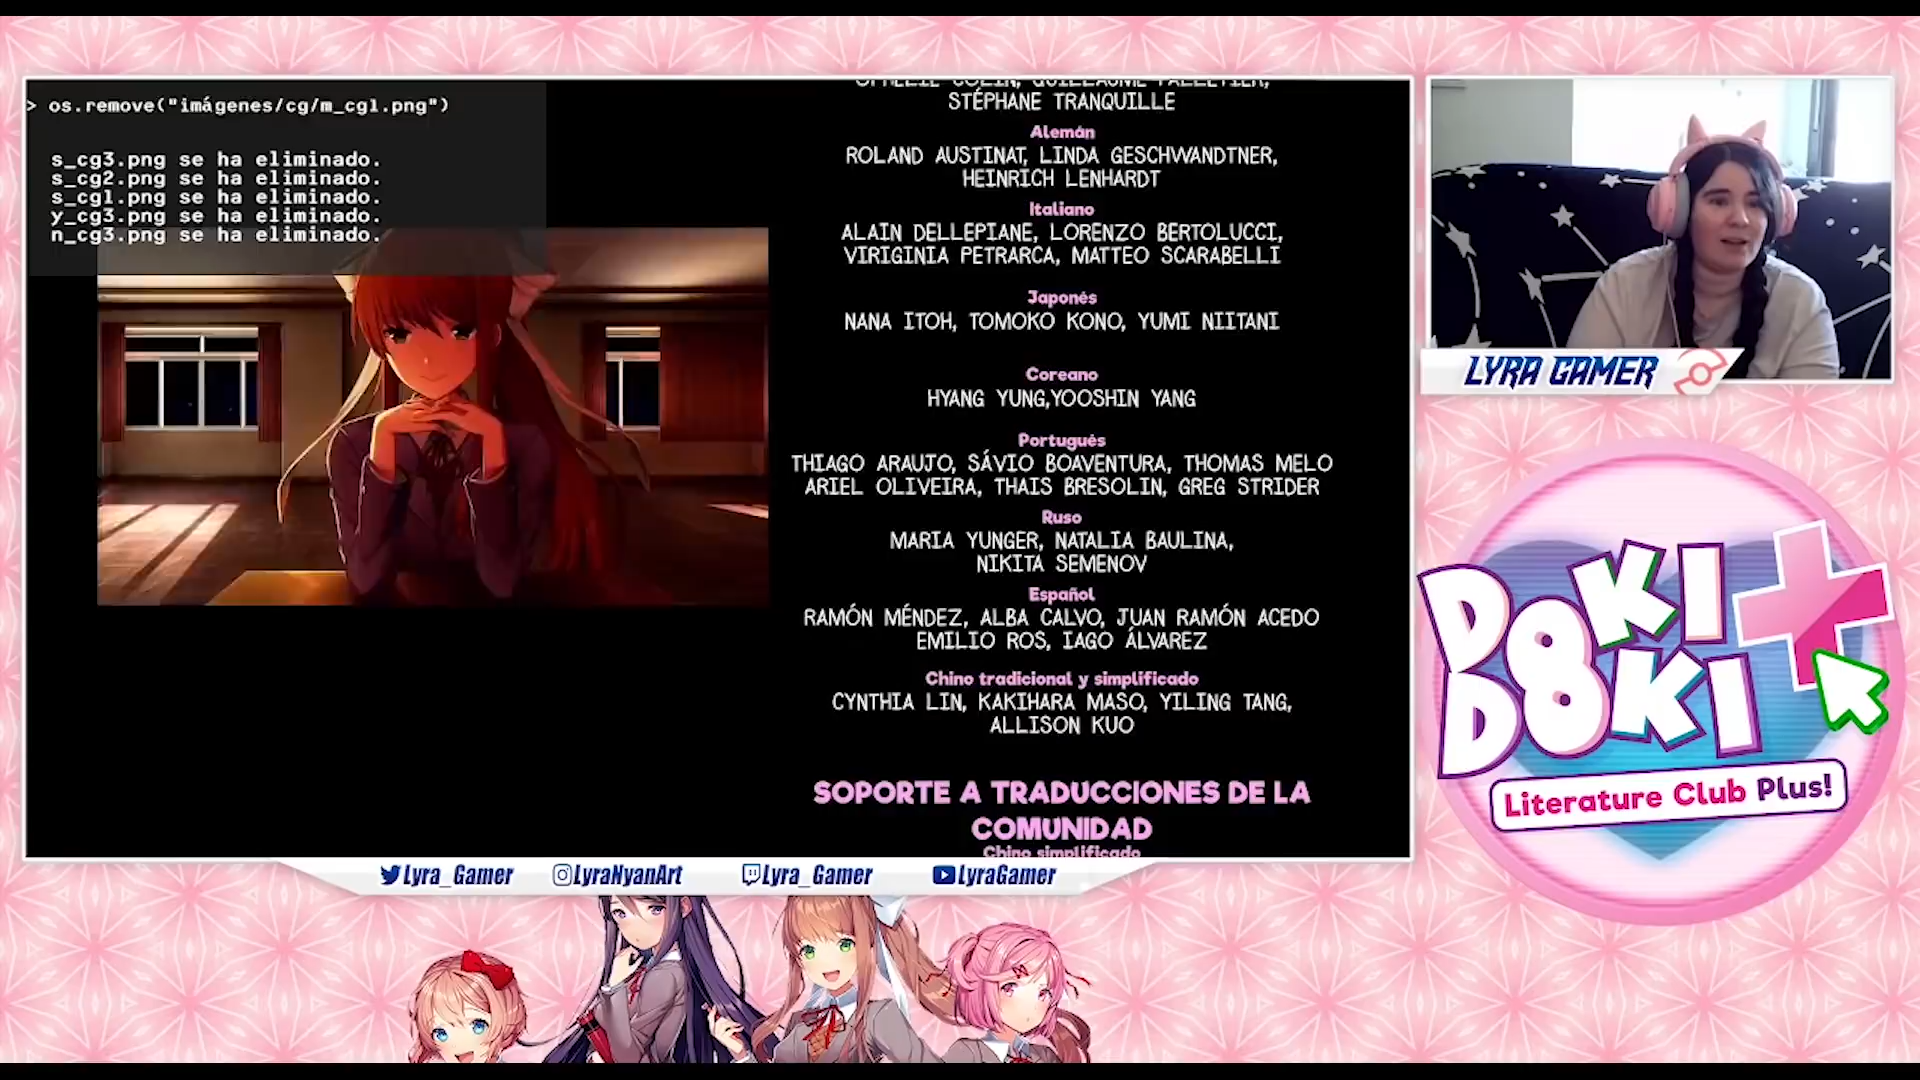 > os.remove("imágenes/cg/m_cg1.png")
s_cg3.png se ha eliminado.
s_cg2.png se ha eliminado.
s_cg1.png se ha eliminado.
y_cg3.png se ha eliminado.
n_cg3.png se ha eliminado.
STÉPHANE TRANQUILLE
Alemán
ROLAND AUSTINAT, LINDA GESCHWANDTNER,
HEINRICH LENHARDT
Italiano
ALAIN DELLEPIANE, LORENZO BERTOLUCCI,
VIRIGINIA PETRARCA, MATTEO SCARABELLI
Japonés
NANA ITOH, TOMOKO KONO, YUMI NIITANI
Coreano
HYANG YUNG,YOOSHIN YANG
Portugués
THIAGO ARAUJO, SÁVIO BOAVENTURA, THOMAS MELO
ARIEL OLIVEIRA, THAIS BRESOLIN, GREG STRIDER
Ruso
MARIA YUNGER, NATALIA BAULINA,
NIKITA SEMENOV
Español
RAMÓN MÉNDEZ, ALBA CALVO, JUAN RAMÓN ACEDO
EMILIO ROS, IAGO ÁLVAREZ
Chino tradicional y simplificado
CYNTHIA LIN, KAKIHARA MASO, YILING TANG,
ALLISON KUO
SOPORTE A TRADUCCIONES DE LA
COMUNIDAD
Chino simplificado
LYRA GAMER
DOKI
DOKI
Literature Club Plus!
Lyra_Gamer
LyraNyanArt
Lyra_Gamer
LyraGamer